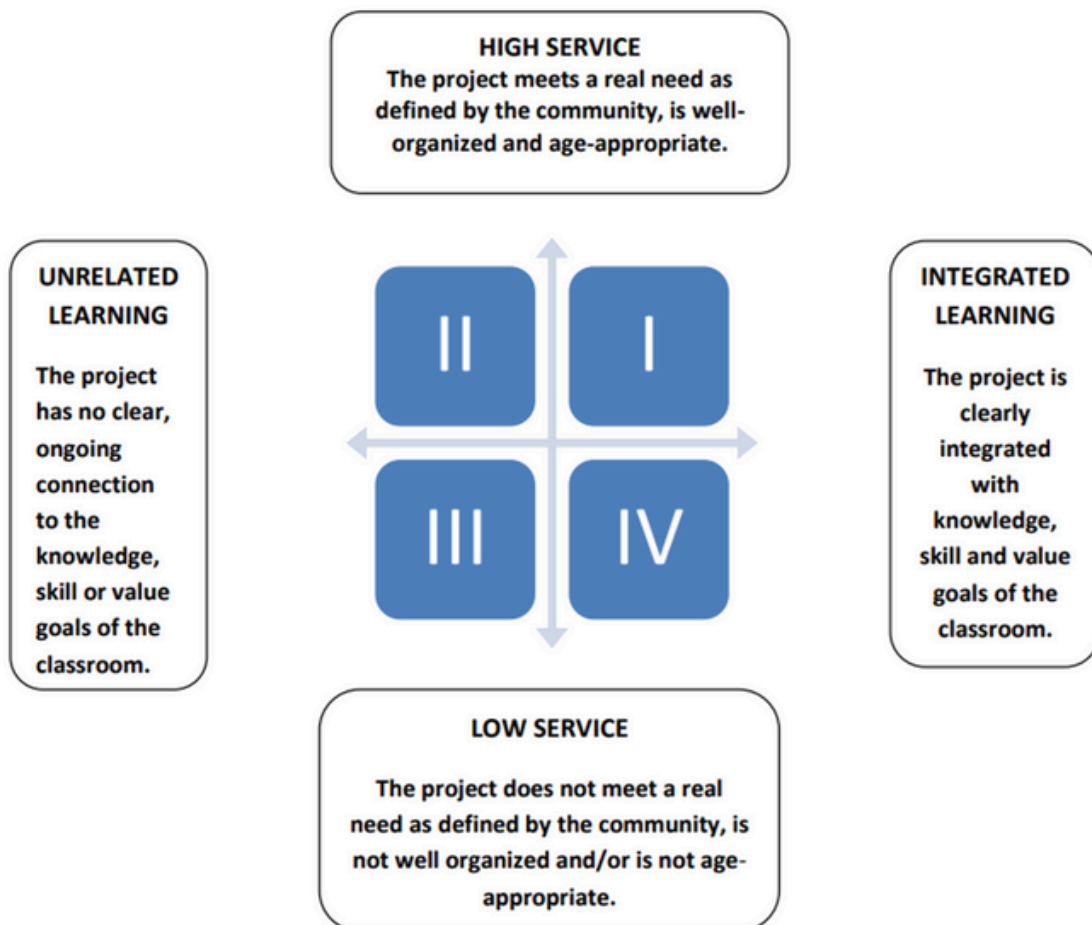 HIGH SERVICE
The project meets a real need as
defined by the community, is well-
organized and age-appropriate.
UNRELATED
LEARNING
The project
has no clear,
ongoing
connection
to the
knowledge,
skill or value
goals of the
classroom.
II
I
III
IV
INTEGRATED
LEARNING
The project is
clearly
integrated
with
knowledge,
skill and value
goals of the
classroom.
LOW SERVICE
The project does not meet a real
need as defined by the community, is
not well organized and/or is not age-
appropriate.